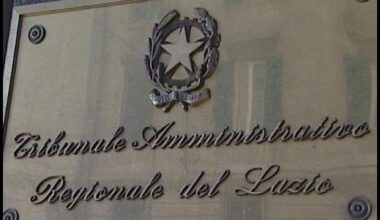 Tribunale Amministrativo
Regionale del Lazio